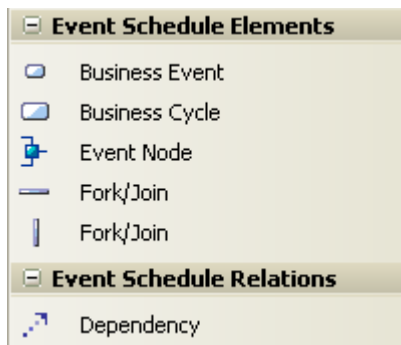 Event Schedule Elements
Business Event
Business Cycle
Event Node
Fork/Join
Fork/Join
Event Schedule Relations
Dependency